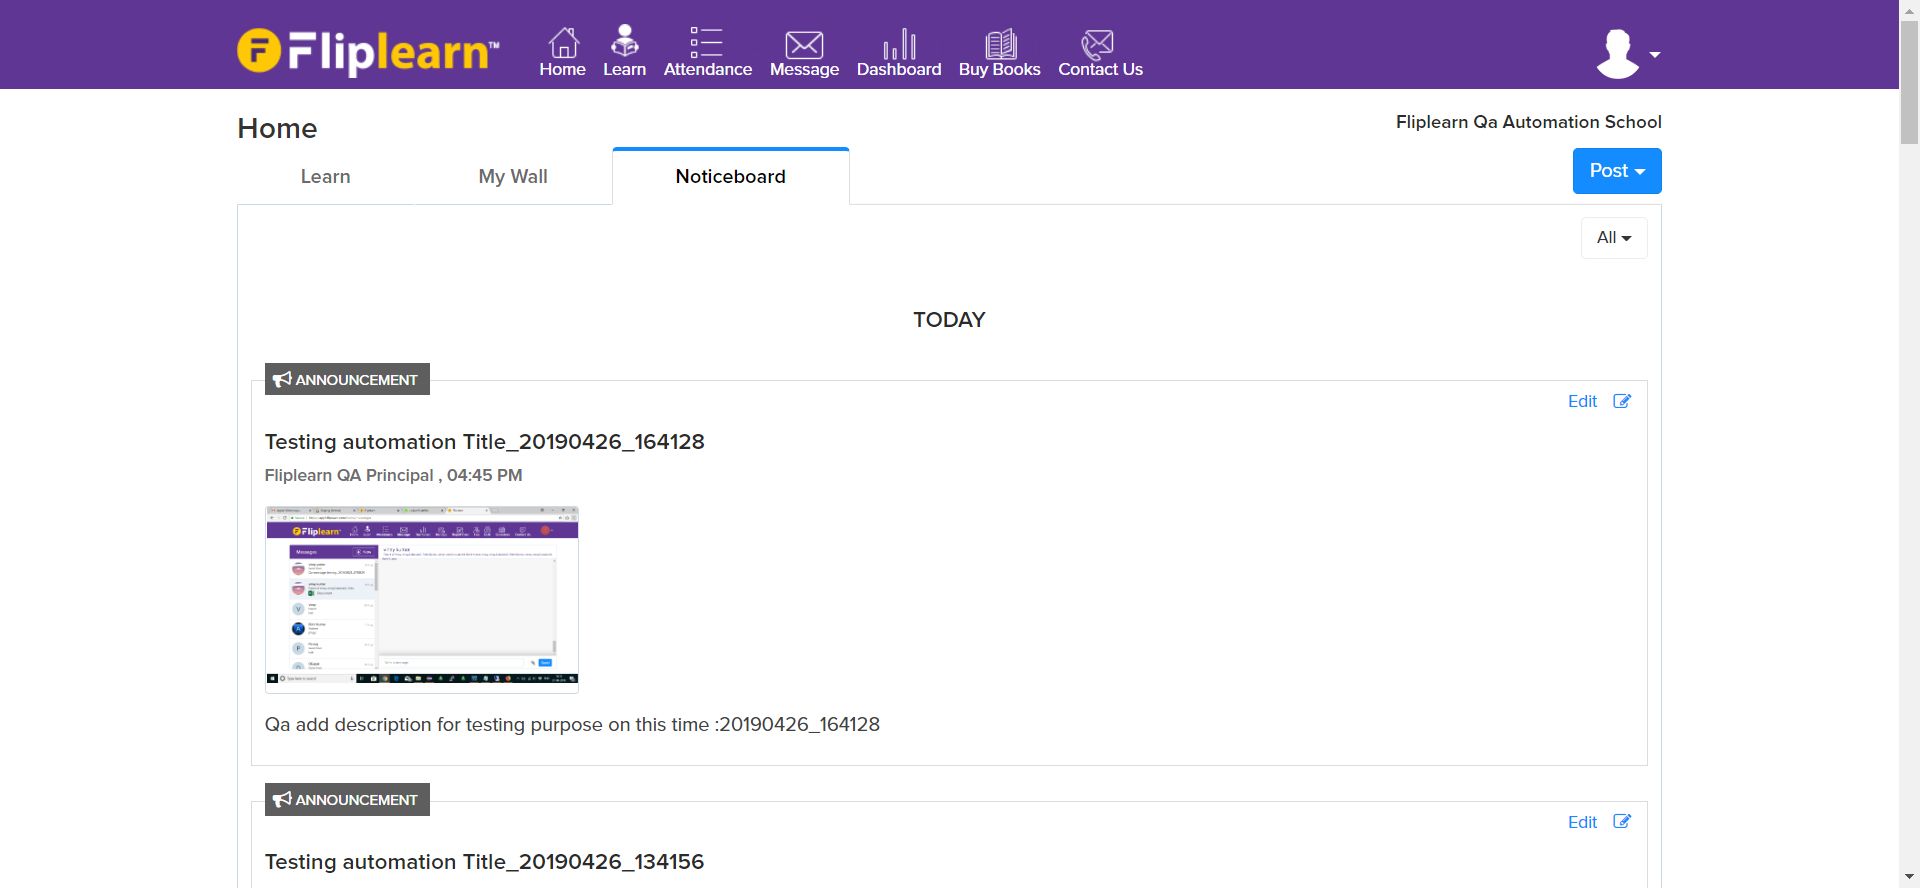 Fliplearn™
Home Learn Attendance Message Dashboard Buy Books Contact Us
Home
Fliplearn Qa Automation School
Learn My Wall Noticeboard
Post
All
TODAY
ANNOUNCEMENT
Edit
Testing automation Title_20190426_164128
Fliplearn QA Principal , 04:45 PM
Fliplearn
Messages
Qa add description for testing purpose on this time :20190426_164128
ANNOUNCEMENT
Edit
Testing automation Title_20190426_134156